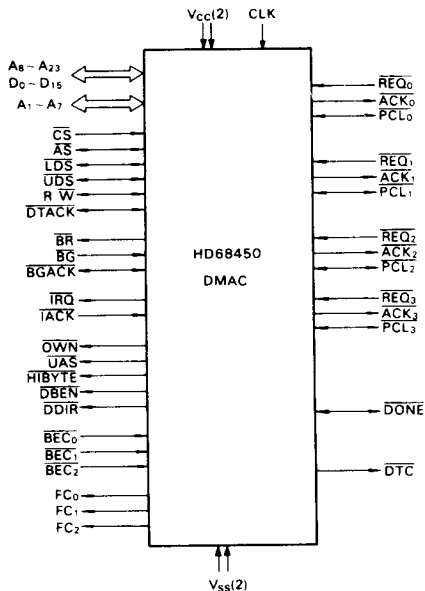 VCC(2) CLK
A8~A23
D0~D15
A1~A7
CS
AS
LDS
UDS
R W
DTACK
BR
BG
BGACK
IRQ
IACK
OWN
UAS
HIBYTE
DBEN
DDIR
BEC0
BEC1
BEC2
FC0
FC1
FC2
HD68450
DMAC
REQ0
ACK0
PCL0
REQ1
ACK1
PCL1
REQ2
ACK2
PCL2
REQ3
ACK3
PCL3
DONE
DTC
VSS(2)